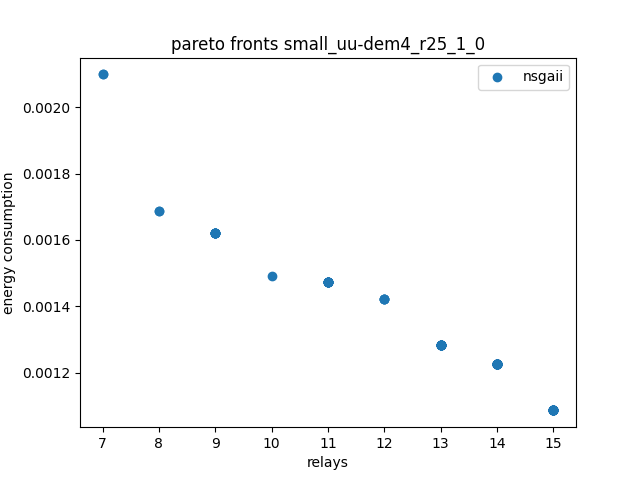 pareto fronts small_uu-dem4_r25_1_0
nsgaii
0.0020
0.0018
0.0016
0.0014
0.0012
energy consumption
7 8 9 10 11 12 13 14 15
relays